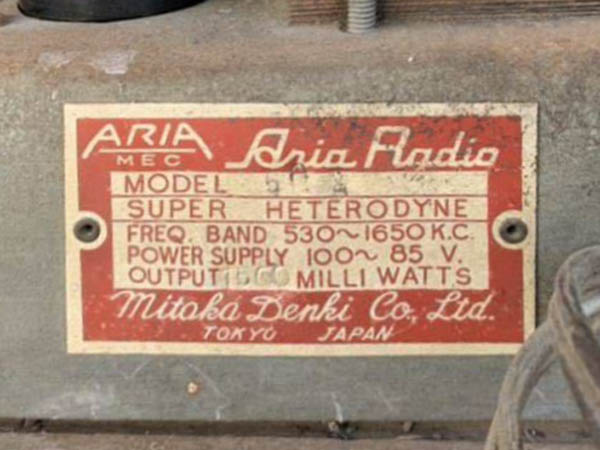 ARIA
MEC
Aria Radio
MODEL
SUPER HETERODYNE
FREQ. BAND 530~1650 K.C.
POWER SUPPLY 100~ 85 V.
OUTPUT 1500 MILLI WATTS
Mitaka Denki Co., Ltd.
TOKYO JAPAN